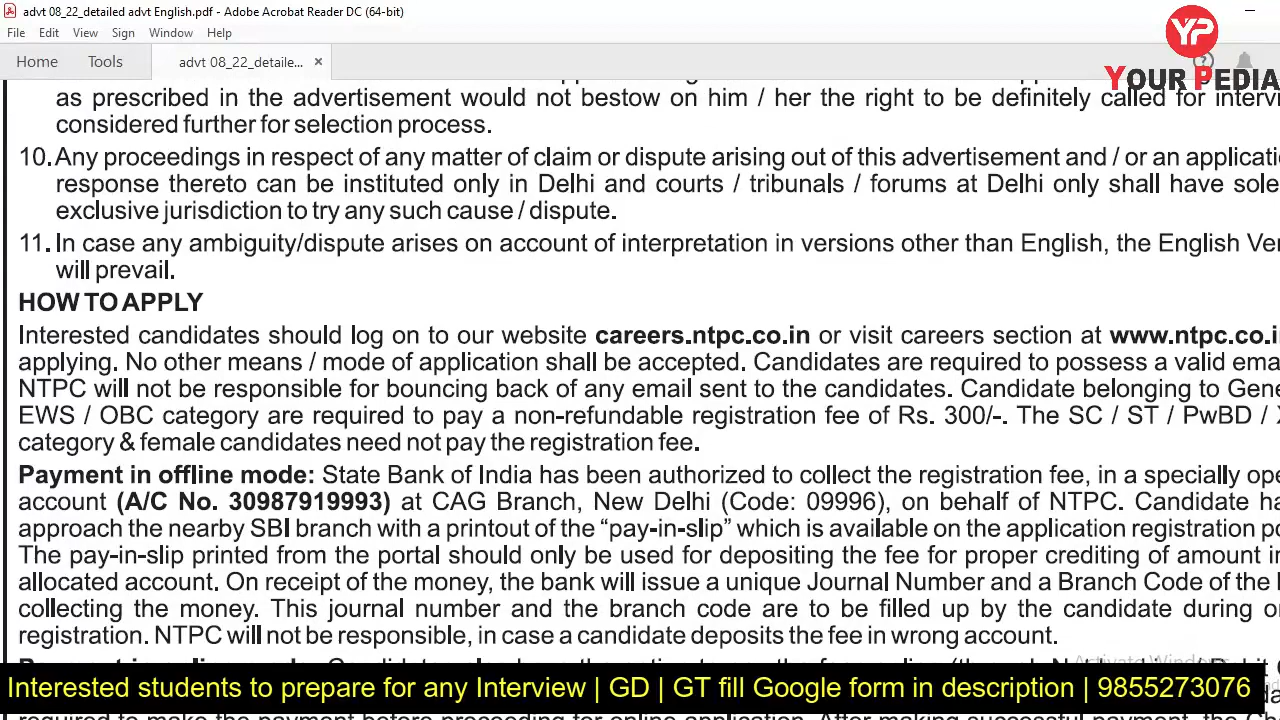 advt 08_22_detailed advt English.pdf - Adobe Acrobat Reader DC (64-bit)
File Edit View Sign Window Help
Home Tools advt 08_22_detaile... ×
YP
YOUR PEDIA
as prescribed in the advertisement would not bestow on him / her the right to be definitely called for
considered further for selection process.
10. Any proceedings in respect of any matter of claim or dispute arising out of this advertisement and / or an
response thereto can be instituted only in Delhi and courts / tribunals / forums at Delhi only shall have sole
exclusive jurisdiction to try any such cause / dispute.
11. In case any ambiguity/dispute arises on account of interpretation in versions other than English, the English
will prevail.
HOW TO APPLY
Interested candidates should log on to our website careers.ntpc.co.in or visit careers section at www.ntpc.co.i
applying. No other means / mode of application shall be accepted. Candidates are required to possess a valid
NTPC will not be responsible for bouncing back of any email sent to the candidates. Candidate belonging to
EWS / OBC category are required to pay a non-refundable registration fee of Rs. 300/-. The SC / ST / PwBD /
category & female candidates need not pay the registration fee.
Payment in offline mode: State Bank of India has been authorized to collect the registration fee, in a specially
account (A/C No. 30987919993) at CAG Branch, New Delhi (Code: 09996), on behalf of NTPC. Candidate
approach the nearby SBI branch with a printout of the “pay-in-slip” which is available on the application registration
The pay-in-slip printed from the portal should only be used for depositing the fee for proper crediting of amount
allocated account. On receipt of the money, the bank will issue a unique Journal Number and a Branch Code of the
collecting the money. This journal number and the branch code are to be filled up by the candidate during
registration. NTPC will not be responsible, in case a candidate deposits the fee in wrong account.
Interested students to prepare for any Interview | GD | GT fill Google form in description | 9855273076